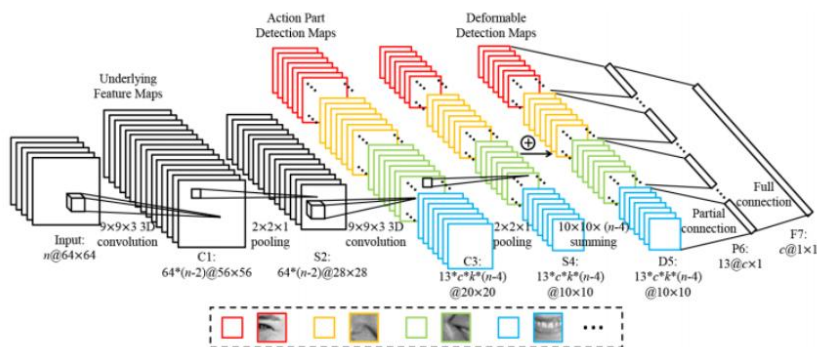 Action Part
Detection Maps
Deformable
Detection Maps
Underlying
Feature Maps
Input:
n@64×64
9×9×3 3D
convolution
C1:
64*(n-2)@56×56
2×2×1
pooling
S2:
64*(n-2)@28×28
9×9×3 3D
convolution
C3:
13*c*k*(n-4)
@20×20
2×2×1
pooling
S4:
13*c*k*(n-4)
@10×10
10×10×(n-4)
summing
D5:
13*c*k*(n-4)
@10×10
Partial
connection
P6:
13@c×1
Full
connection
F7:
c@1×1